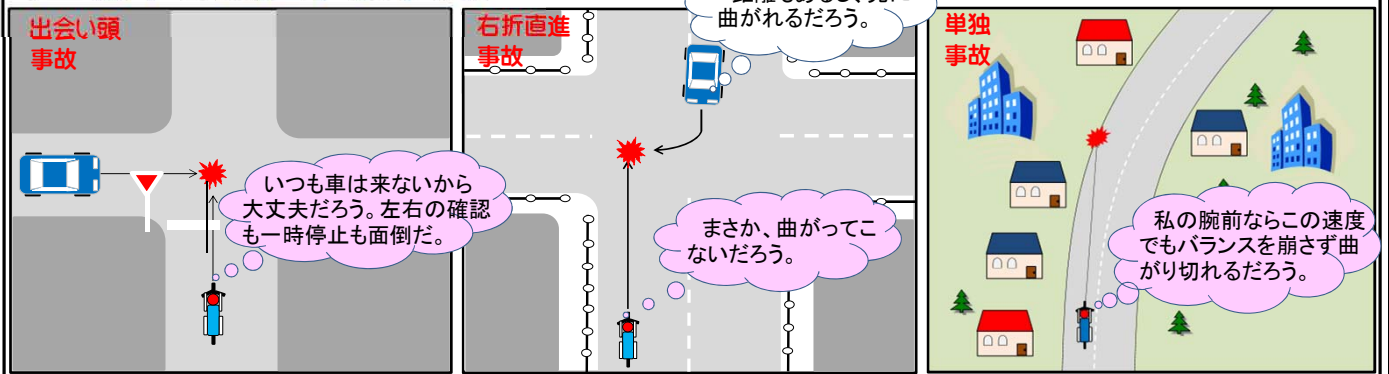 出会い頭
事故
いつも車は来ないから
大丈夫だろう。左右の確認
も一時停止も面倒だ。
右折直進
事故
曲がれるだろう。
まさか、曲がってこ
ないだろう。
単独
事故
私の腕前ならこの速度
でもバランスを崩さず曲
がり切れるだろう。